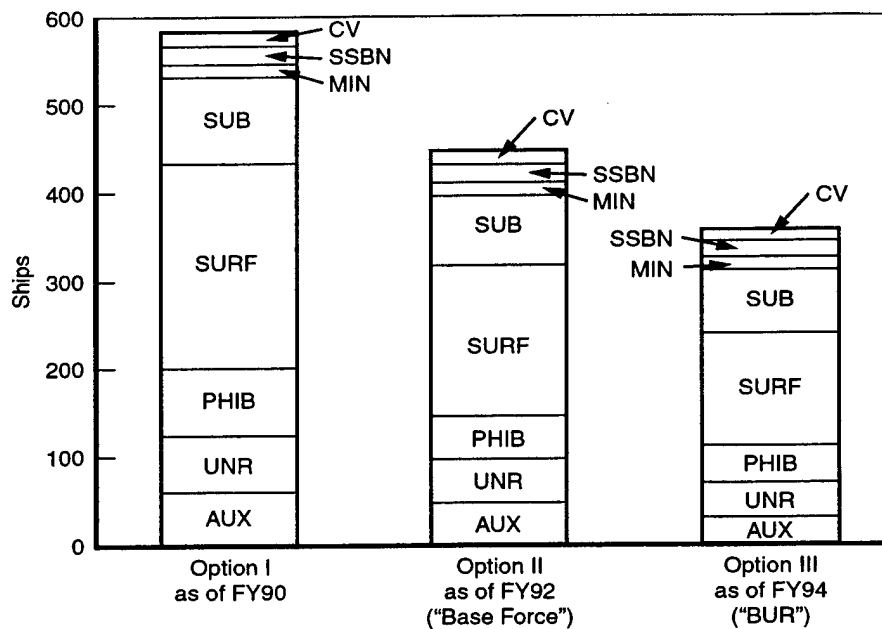 600
500
400
300
200
100
0
Ships
CV
SSBN
MIN
SUB
SURF
PHIB
UNR
AUX
CV
SSBN
MIN
SUB
SURF
PHIB
UNR
AUX
CV
SSBN
MIN
SUB
SURF
PHIB
UNR
AUX
Option I
as of FY90
Option II
as of FY92
(“Base Force”)
Option III
as of FY94
(“BUR”)